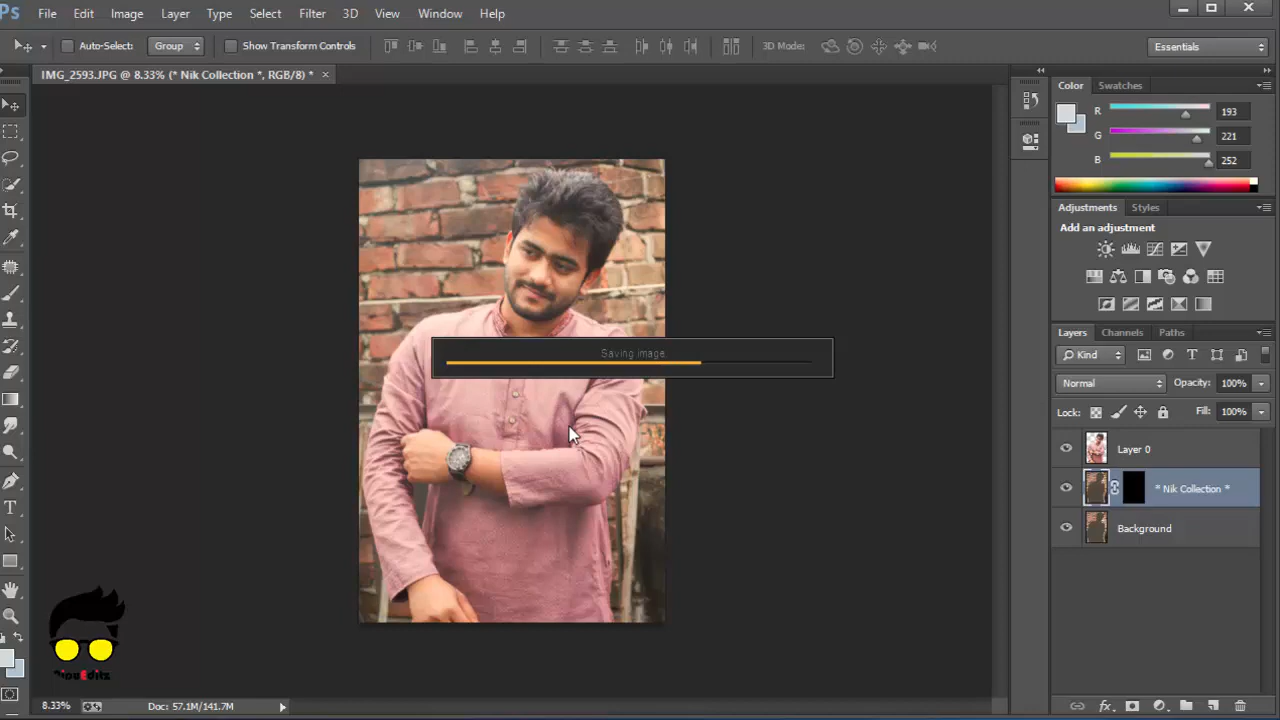 Ps File Edit Image Layer Type Select Filter 3D View Window Help
Auto-Select: Group Show Transform Controls 3D Mode: Essentials
IMG_2593.JPG @ 8.33% (* Nik Collection *, RGB/8) * ×
Color Swatches
R 193
G 221
B 252
Adjustments Styles
Add an adjustment
Layers Channels Paths
Kind
Normal Opacity: 100%
Lock: Fill: 100%
Layer 0
* Nik Collection *
Background
Saving image
8.33% Doc: 57.1M/141.7M